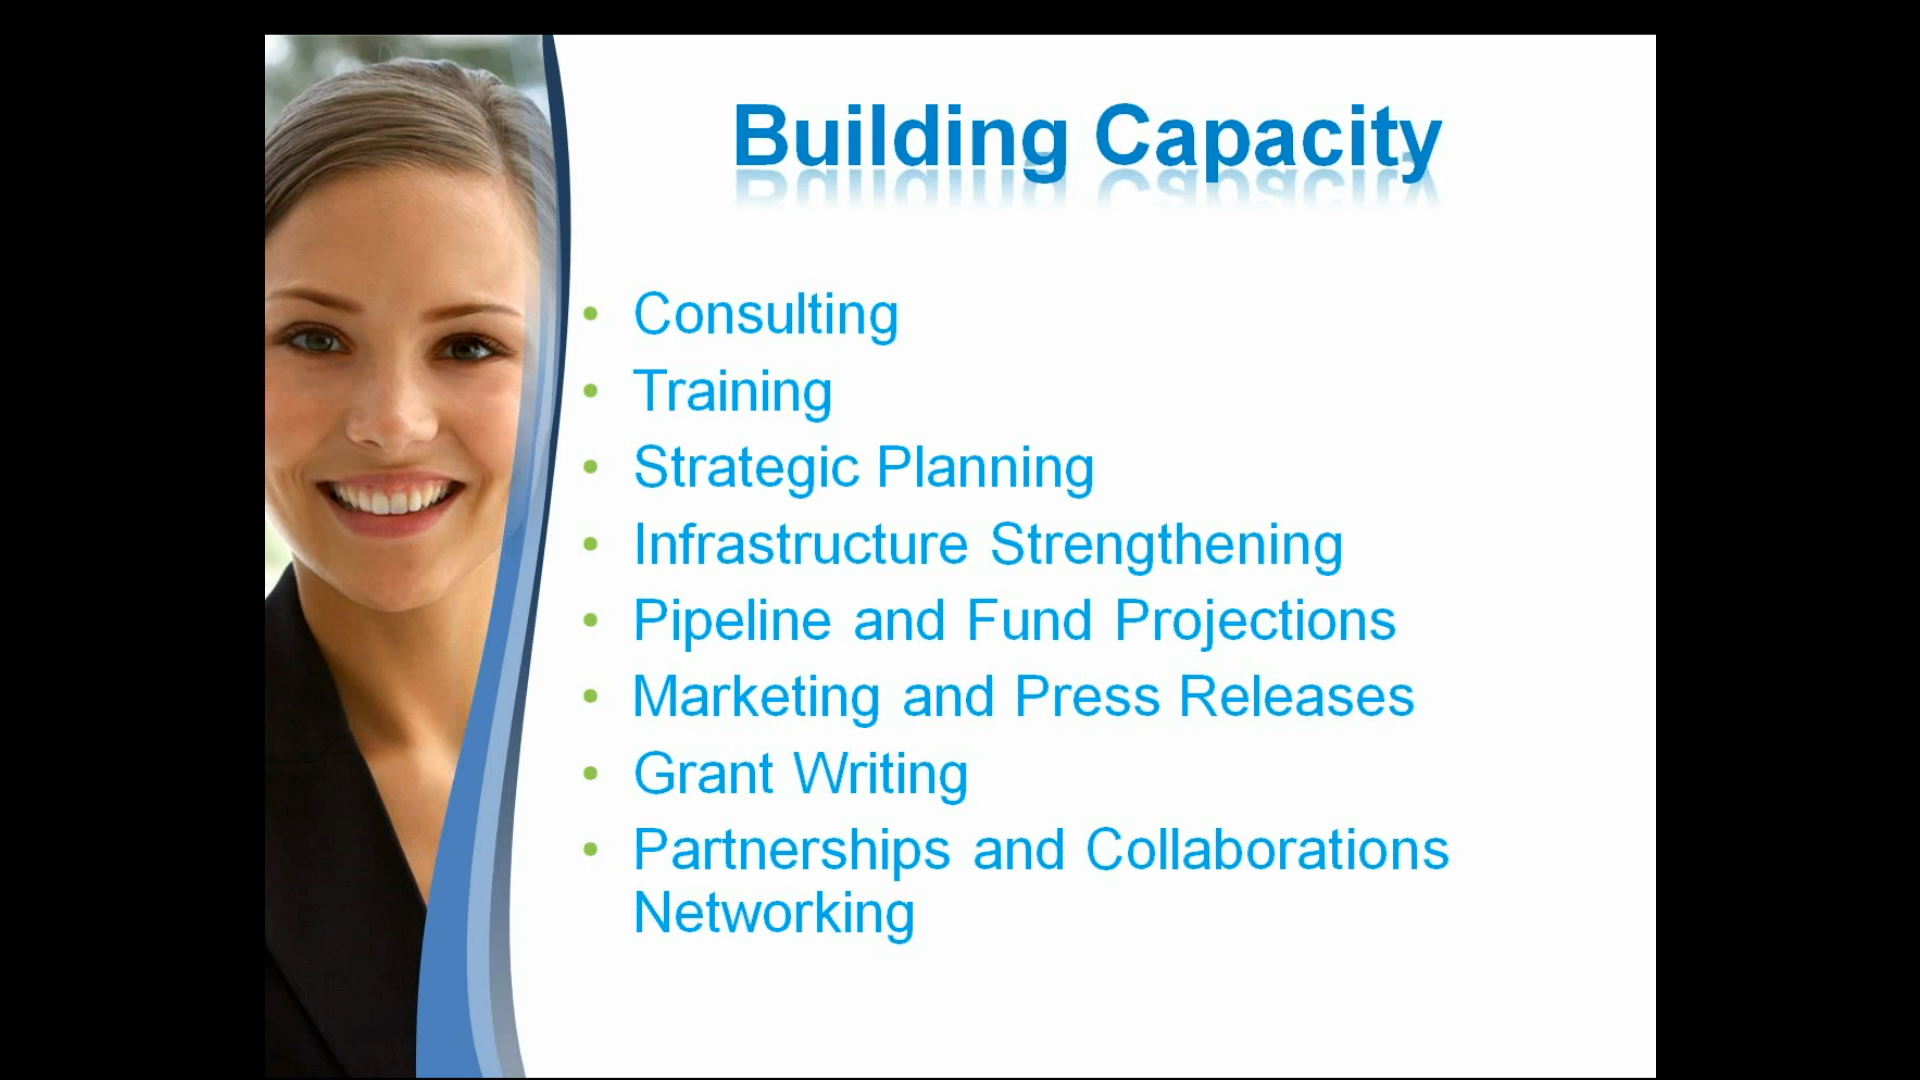 Building Capacity
• Consulting
• Training
• Strategic Planning
• Infrastructure Strengthening
• Pipeline and Fund Projections
• Marketing and Press Releases
• Grant Writing
• Partnerships and Collaborations
Networking